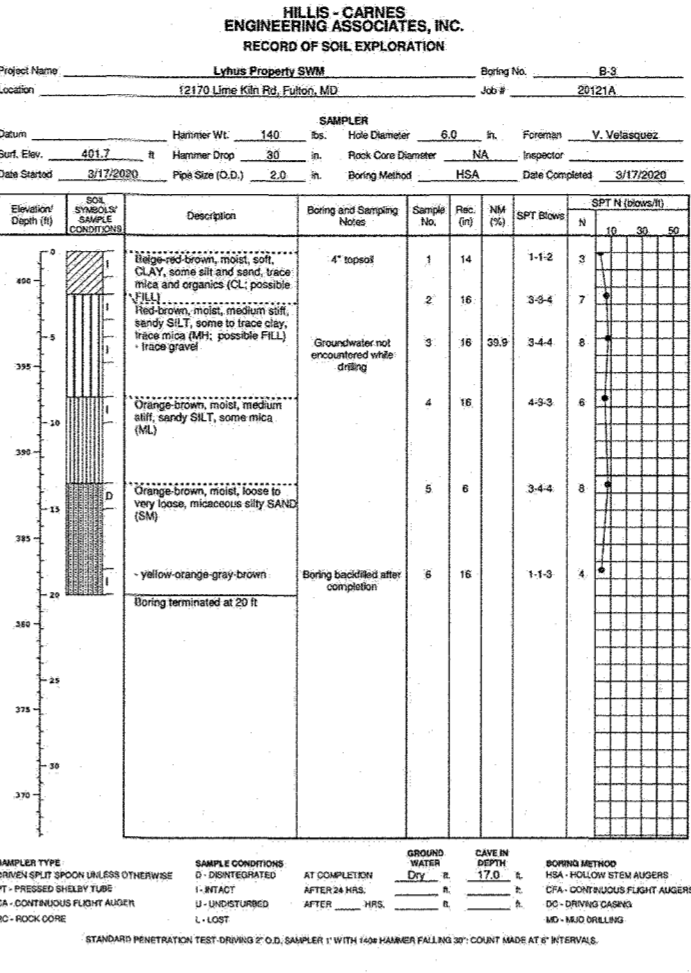 HILLIS - CARNES
ENGINEERING ASSOCIATES, INC.
RECORD OF SOIL EXPLORATION
Project Name Lyhus Property SWM Boring No. B-3
Location 12170 Lime Kiln Rd, Fulton, MD Job # 20121A
SAMPLER
Datum Hammer Wt. 140 lbs. Hole Diameter 6.0 in. Foreman V. Velasquez
Surf. Elev. 401.7 ft Hammer Drop 30 in. Rock Core Diameter NA Inspector
Date Started 3/17/2020 Pipe Size (O.D.) 2.0 in. Boring Method HSA Date Completed 3/17/2020
Elevation/ Depth (ft) SOIL SYMBOLS/ SAMPLE CONDITIONS Description Boring and Sampling Notes Sample No. Rec. (in) NM (%) SPT Blows N SPT N (blows/ft)
10 30 50
0
Beige-red-brown, moist, soft, 4" topsoil 1 14 1-1-2 3
CLAY, some silt and sand, trace
400 mica and organics (CL; possible
FILL) 2 16 3-3-4 7
Red-brown, moist, medium stiff,
sandy SILT, some to trace clay,
5 trace mica (MH; possible FILL) Groundwater not 3 16 39.9 3-4-4 8
- trace gravel encountered while
395 drilling
Orange-brown, moist, medium 4 16 4-3-3 6
10 stiff, sandy SILT, some mica
(ML)
390
D Orange-brown, moist, loose to 5 6 3-4-4 8
15 very loose, micaceous silty SAND
(SM)
385
I - yellow-orange-gray-brown Boring backfilled after 6 16 1-1-3 4
completion
20 Boring terminated at 20 ft
380
25
375
30
370
SAMPLER TYPE
DRIVEN SPLIT SPOON UNLESS OTHERWISE
PT - PRESSED SHELBY TUBE
CA - CONTINUOUS FLIGHT AUGER
RC - ROCK CORE
SAMPLE CONDITIONS
D - DISINTEGRATED
I - INTACT
U - UNDISTURBED
L - LOST
GROUND WATER CAVE IN DEPTH
AT COMPLETION Dry ft. 17.0 ft.
AFTER 24 HRS. ft. ft.
AFTER HRS. ft. ft.
BORING METHOD
HSA - HOLLOW STEM AUGERS
CFA - CONTINUOUS FLIGHT AUGERS
DC - DRIVING CASING
MD - MUD DRILLING
STANDARD PENETRATION TEST-DRIVING 2" O.D. SAMPLER 1' WITH 140# HAMMER FALLING 30": COUNT MADE AT 6" INTERVALS.